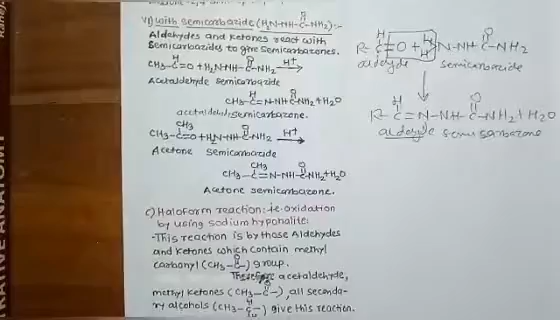 vi) with semicarbazide (H₂N-NH-C-NH₂):-
O
Aldehydes and ketones react with
semicarbazides to give semicarbazones.
H O
CH₃-C=O+H₂N-NH-C-NH₂ H⁺
Acetaldehyde semicarbazide
H O
CH₃-C=N-NH-C-NH₂+H₂O
semicarbazone.
CH₃ O
CH₃-C=O+H₂N-NH-C-NH₂ H⁺
Acetone semicarbazide
CH₃ O
CH₃-C=N-NH-C-NH₂+H₂O
Acetone semicarbazone.
c) Haloform reaction:-i.e. oxidation
by using sodium hypohalite:
-This reaction is by those Aldehydes
and ketones which contain methyl
O
carbonyl (CH₃-C-) group.
Therefore acetaldehyde,
O
methyl ketones (CH₃-C-), all seconda-
H
ry alcohols (CH₃-C-) give this reaction.
H O
R-C=O + H N-NH-C-NH₂
H
aldehyde semicarbazide
H O
R-C=N-NH-C-NH₂+H₂O
aldehyde semicarbazone
RATIVE ANATOMY